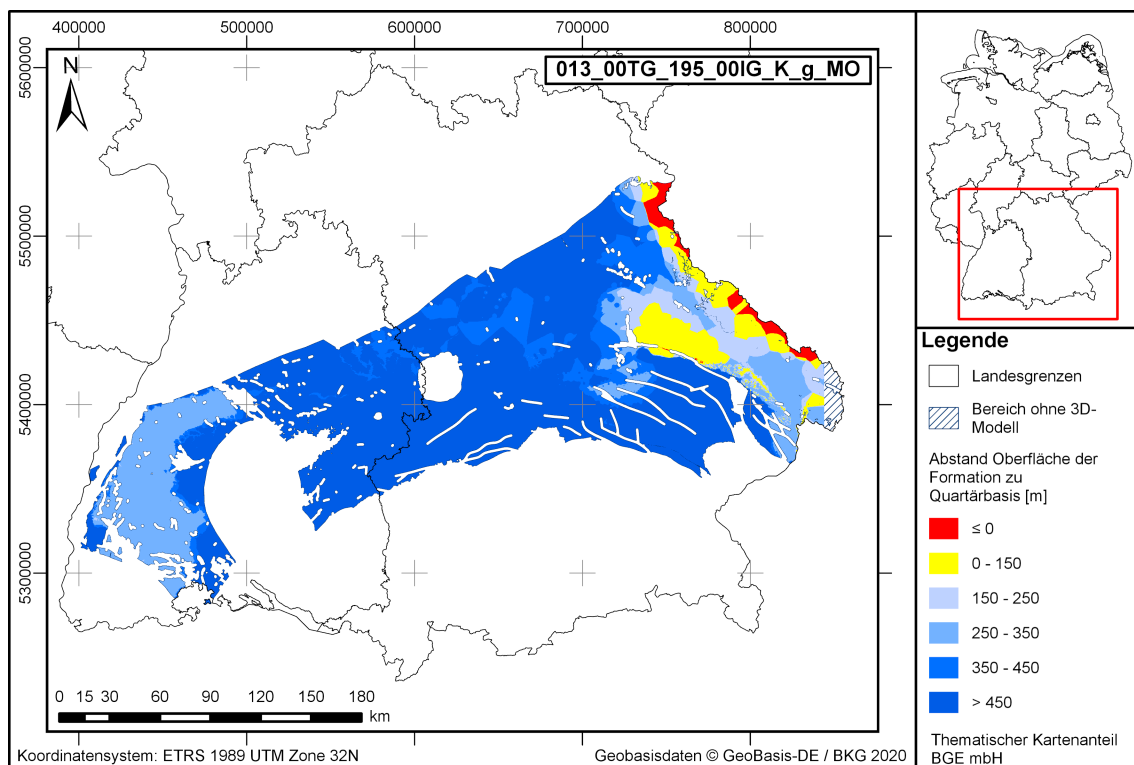 400000 500000 600000 700000 800000
5600000
5500000
5400000
5300000
N
013_00TG_195_00IG_K_g_MO
0 15 30 60 90 120 150 180
km
Koordinatensystem: ETRS 1989 UTM Zone 32N
Geobasisdaten © GeoBasis-DE / BKG 2020
Legende
Landesgrenzen
Bereich ohne 3D-
Modell
Abstand Oberfläche der
Formation zu
Quartärbasis [m]
≤ 0
0 - 150
150 - 250
250 - 350
350 - 450
> 450
Thematischer Kartenanteil
BGE mbH